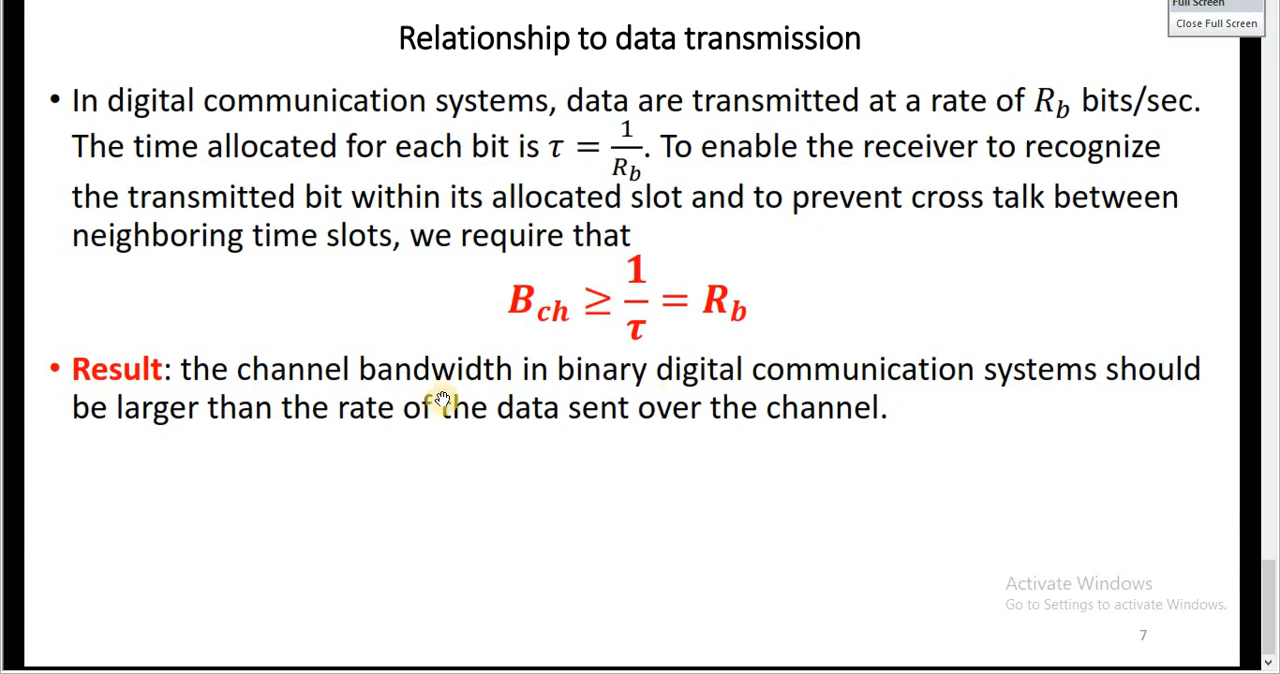 Full Screen
Close Full Screen
Relationship to data transmission
• In digital communication systems, data are transmitted at a rate of R_b bits/sec.
The time allocated for each bit is τ = 1/R_b. To enable the receiver to recognize
the transmitted bit within its allocated slot and to prevent cross talk between
neighboring time slots, we require that
B_ch ≥ 1/τ = R_b
• Result: the channel bandwidth in binary digital communication systems should
be larger than the rate of the data sent over the channel.
Activate Windows
Go to Settings to activate Windows.
7